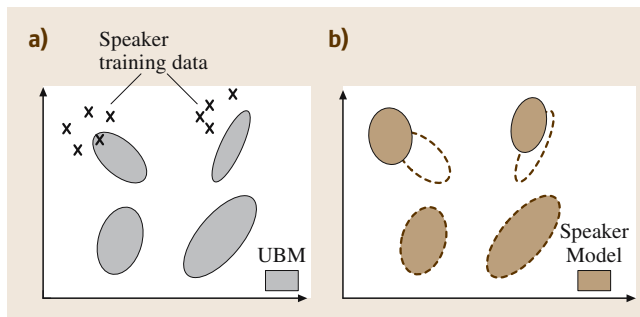 a)
Speaker
training data
UBM
b)
Speaker
Model